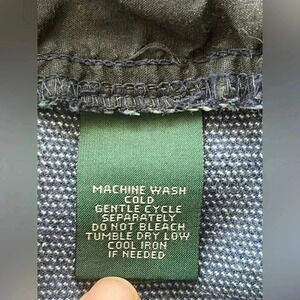 MACHINE WASH
COLD
GENTLE CYCLE
SEPARATELY
DO NOT BLEACH
TUMBLE DRY LOW
COOL IRON
IF NEEDED